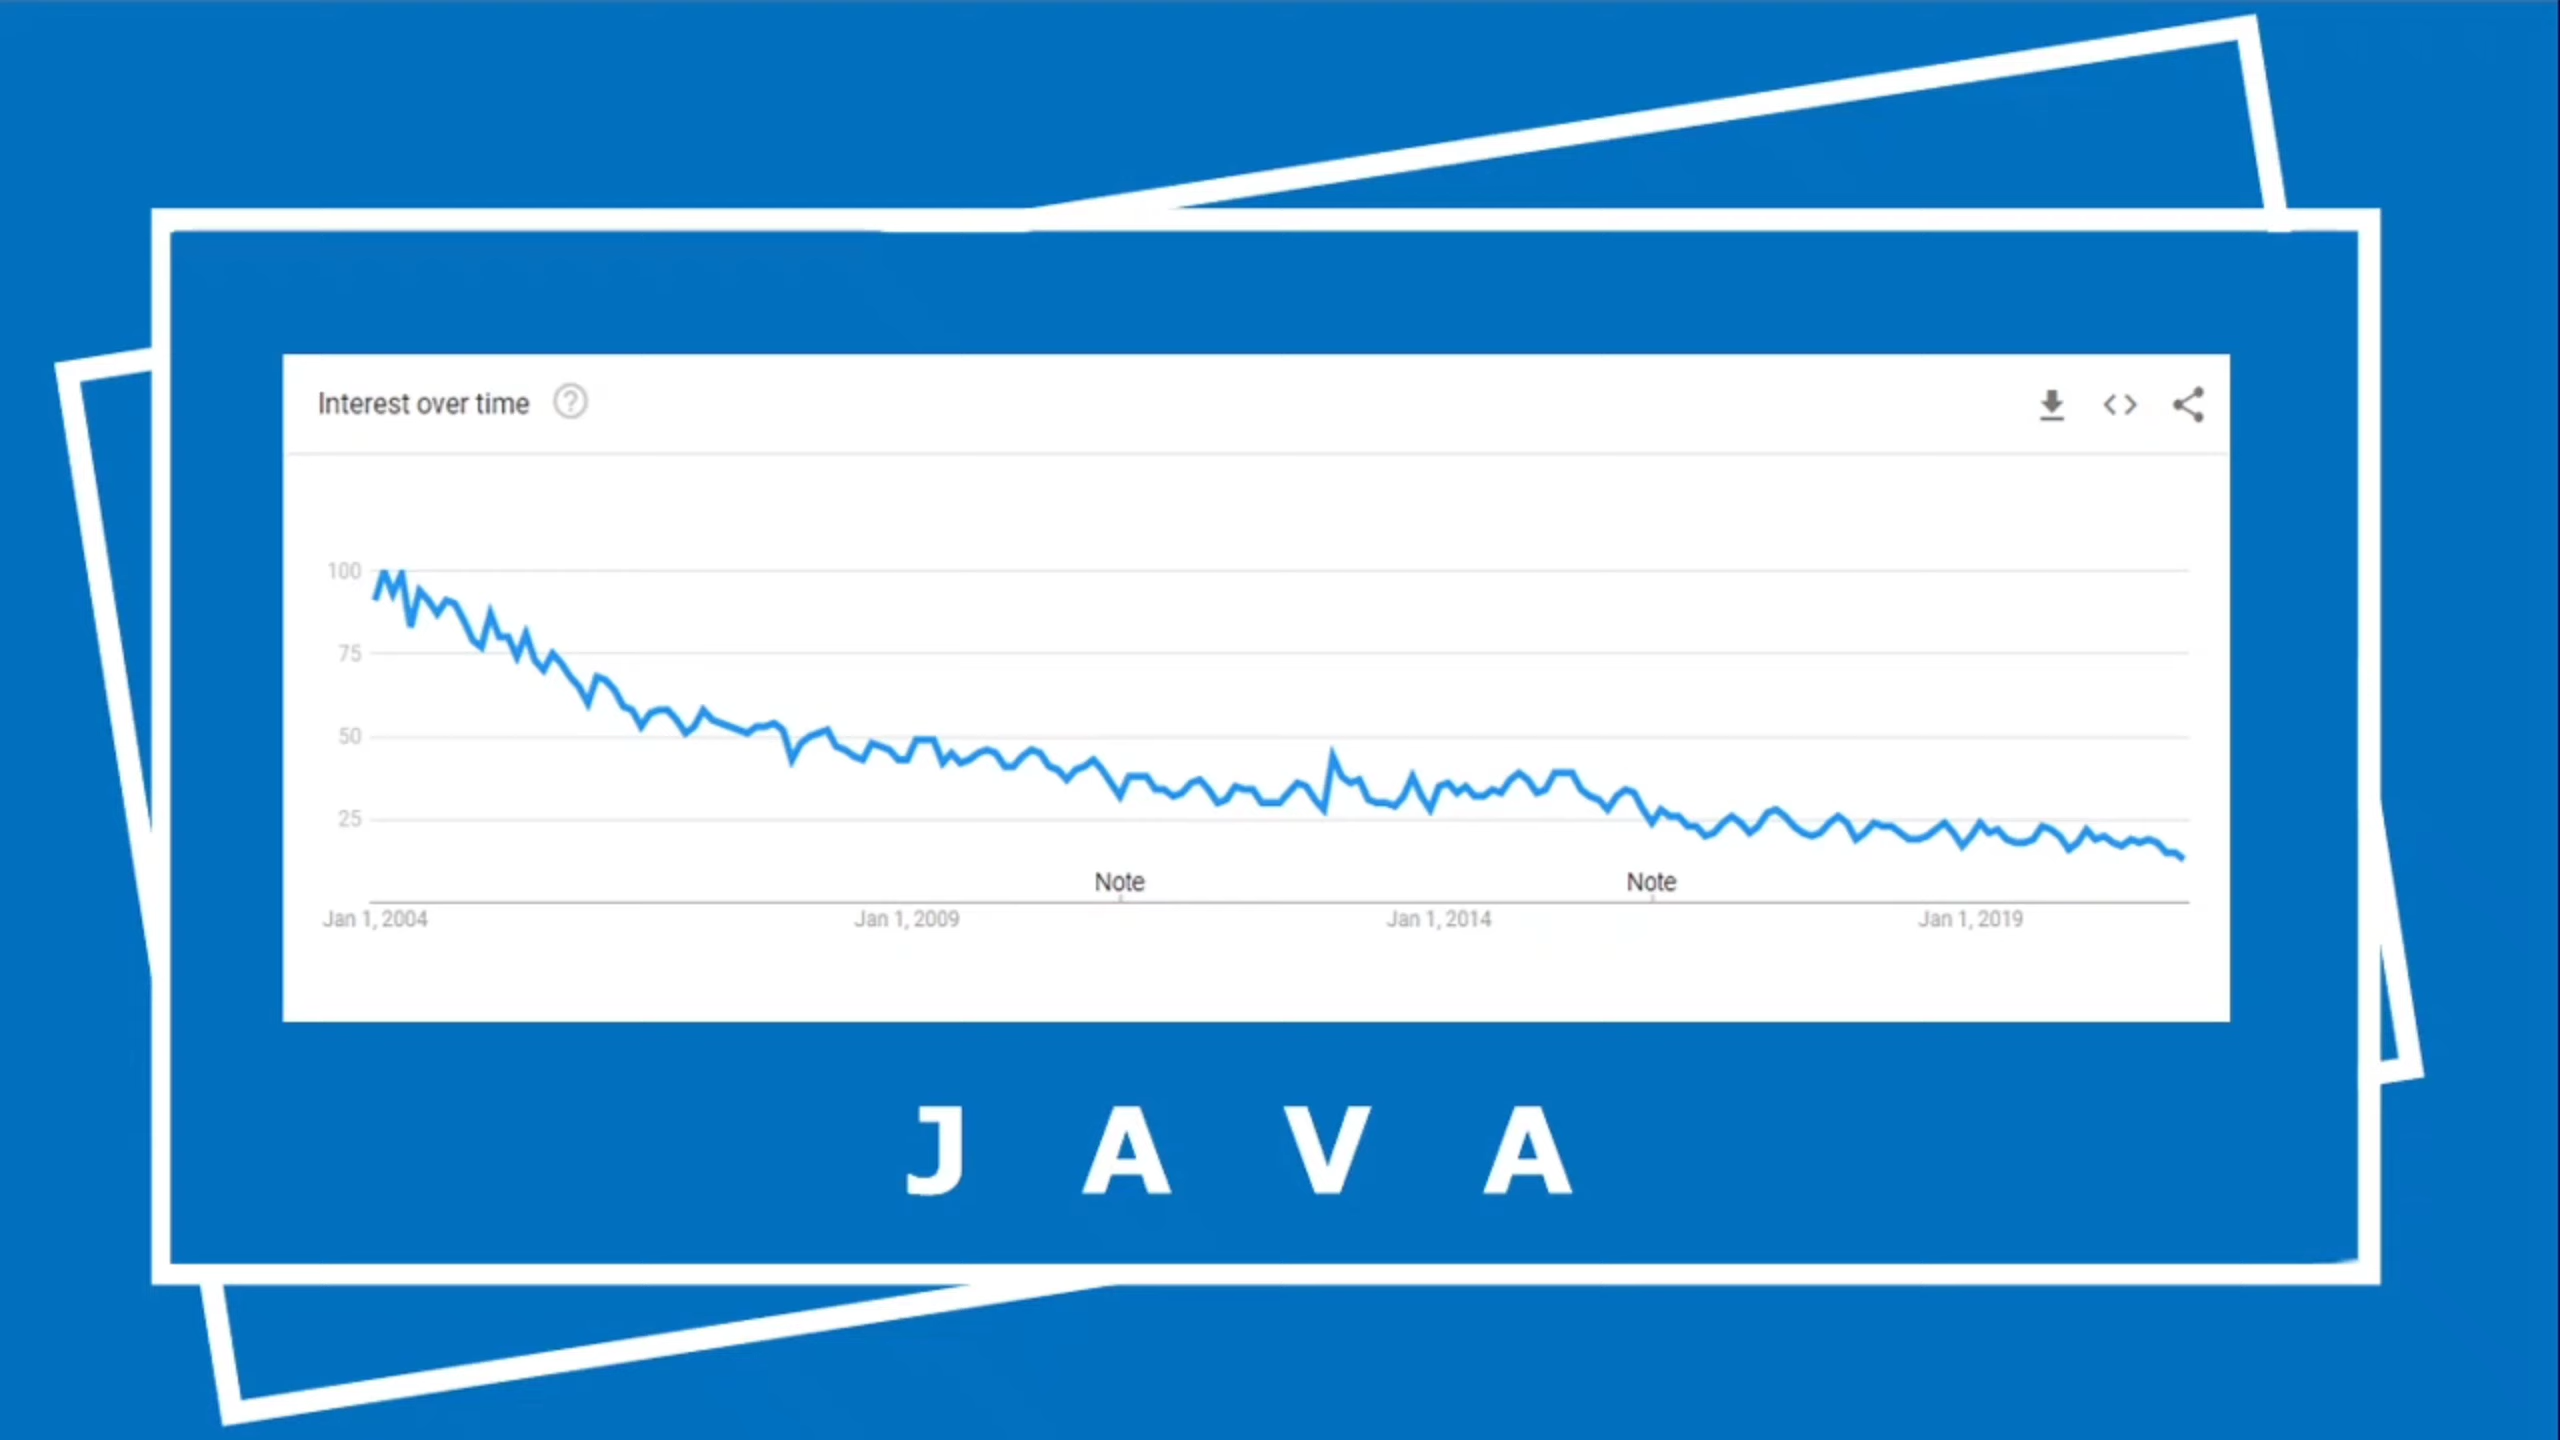 Interest over time
100
75
50
25
Note Note
Jan 1, 2004 Jan 1, 2009 Jan 1, 2014 Jan 1, 2019
J A V A